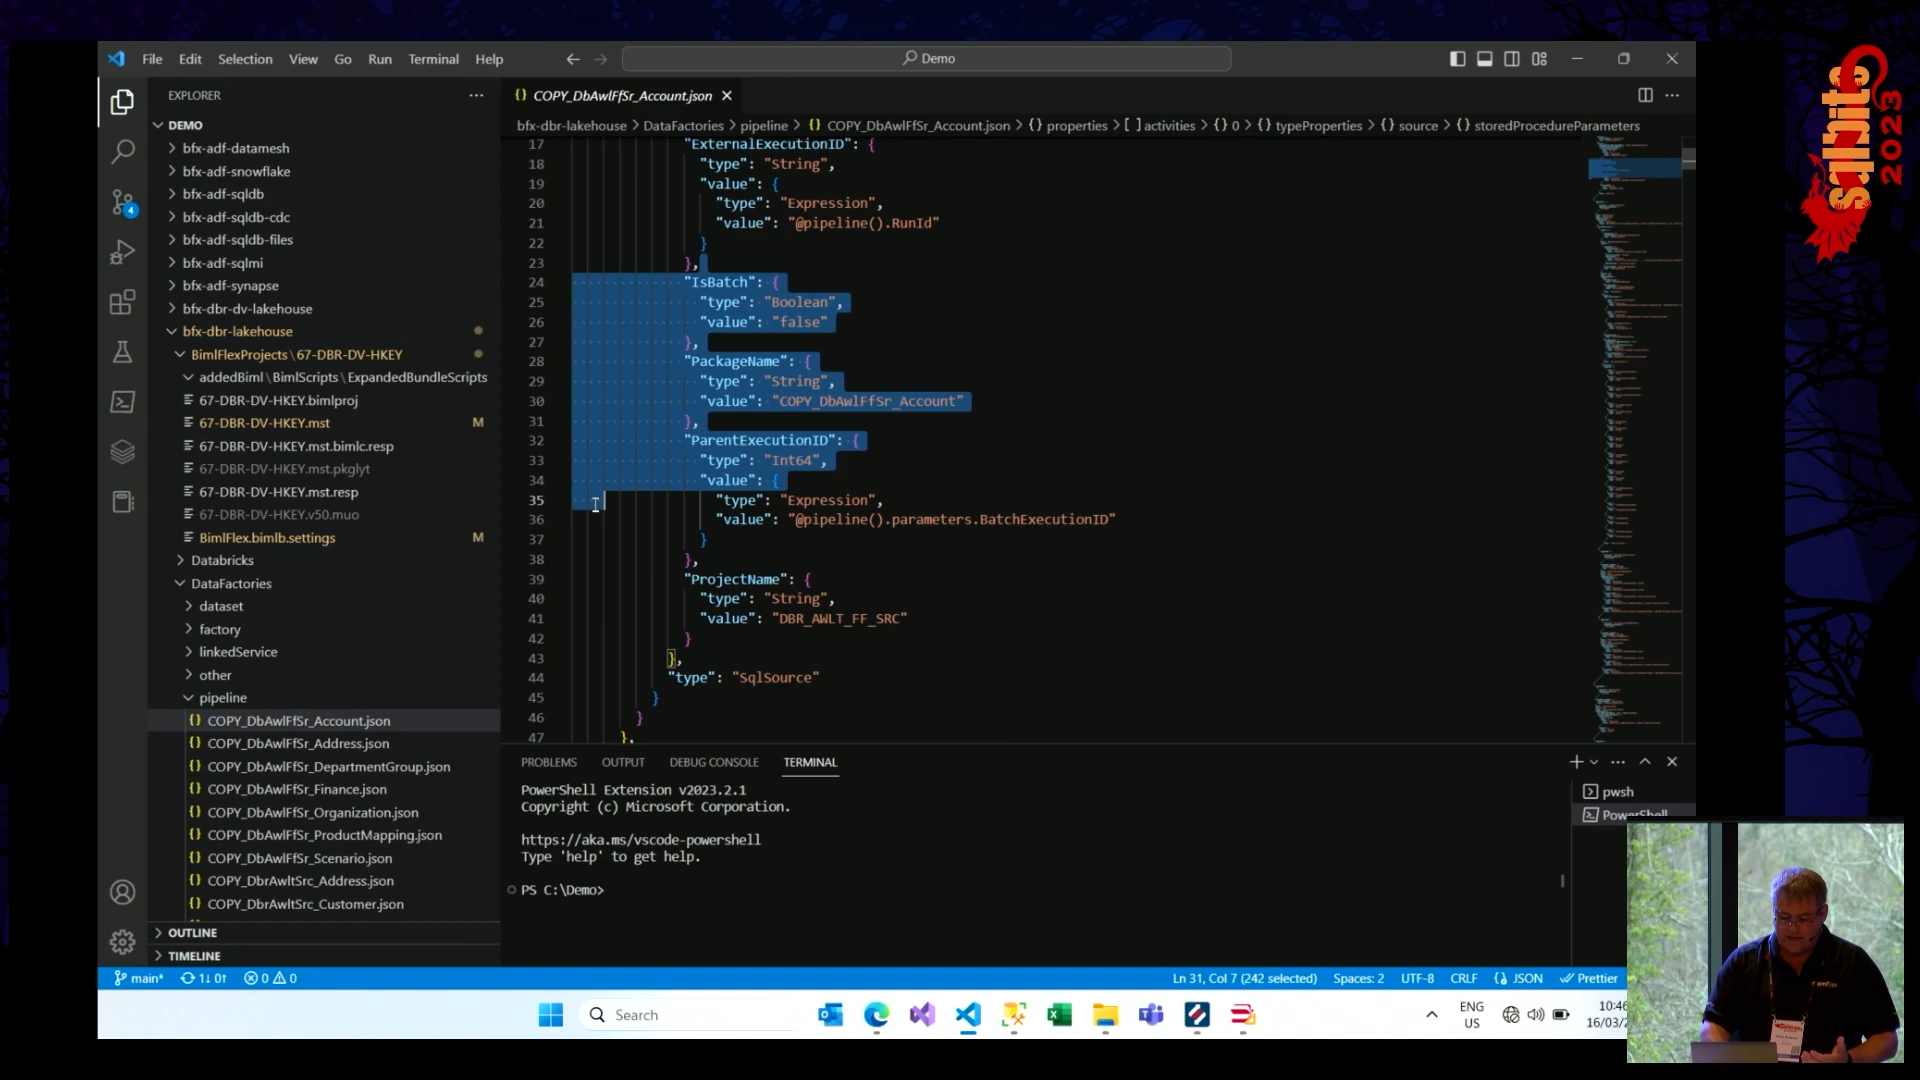 File Edit Selection View Go Run Terminal Help
Demo
EXPLORER
COPY_DbAwlFfSr_Account.json
bfx-dbr-lakehouse > DataFactories > pipeline > {} COPY_DbAwlFfSr_Account.json > {} properties > [ ] activities > {} 0 > {} typeProperties > {} source > {} storedProcedureParameters
DEMO
bfx-adf-datamesh
bfx-adf-snowflake
bfx-adf-sqldb
bfx-adf-sqldb-cdc
bfx-adf-sqldb-files
bfx-adf-sqlmi
bfx-adf-synapse
bfx-dbr-dv-lakehouse
bfx-dbr-lakehouse
BimlFlexProjects\67-DBR-DV-HKEY
addedBiml\BimlScripts\ExpandedBundleScripts
67-DBR-DV-HKEY.bimlproj
67-DBR-DV-HKEY.mst M
67-DBR-DV-HKEY.mst.bimlc.resp
67-DBR-DV-HKEY.mst.pkglyt
67-DBR-DV-HKEY.mst.resp
67-DBR-DV-HKEY.v50.muo
BimlFlex.bimlb.settings M
Databricks
DataFactories
dataset
factory
linkedService
other
pipeline
{} COPY_DbAwlFfSr_Account.json
{} COPY_DbAwlFfSr_Address.json
{} COPY_DbAwlFfSr_DepartmentGroup.json
{} COPY_DbAwlFfSr_Finance.json
{} COPY_DbAwlFfSr_Organization.json
{} COPY_DbAwlFfSr_ProductMapping.json
{} COPY_DbAwlFfSr_Scenario.json
{} COPY_DbrAwltSrc_Address.json
{} COPY_DbrAwltSrc_Customer.json
OUTLINE
TIMELINE
17 "ExternalExecutionID": {
18 "type": "String",
19 "value": {
20 "type": "Expression",
21 "value": "@pipeline().RunId"
22 }
23 },
24 "IsBatch": {
25 "type": "Boolean",
26 "value": "false"
27 },
28 "PackageName": {
29 "type": "String",
30 "value": "COPY_DbAwlFfSr_Account"
31 },
32 "ParentExecutionID": {
33 "type": "Int64",
34 "value": {
35 "type": "Expression",
36 "value": "@pipeline().parameters.BatchExecutionID"
37 }
38 },
39 "ProjectName": {
40 "type": "String",
41 "value": "DBR_AWLT_FF_SRC"
42 }
43 },
44 "type": "SqlSource"
45 }
46 }
47 },
PROBLEMS OUTPUT DEBUG CONSOLE TERMINAL
PowerShell Extension v2023.2.1
Copyright (c) Microsoft Corporation.
https://aka.ms/vscode-powershell
Type 'help' to get help.
PS C:\Demo>
pwsh
PowerShell
main* 1↓ 0↑ 0 0
Ln 31, Col 7 (242 selected) Spaces: 2 UTF-8 CRLF {} JSON Prettier
4
Search
ENG
US
10:46
16/03/
sqlbits
2023